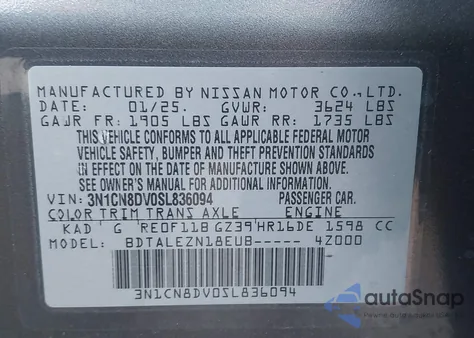 MANUFACTURED BY NISSAN MOTOR CO., LTD.
DATE: 01/25. GVWR: 3624 LBS
GAWR FR: 1905 LBS GAWR RR: 1735 LBS
THIS VEHICLE CONFORMS TO ALL APPLICABLE FEDERAL MOTOR
VEHICLE SAFETY, BUMPER AND THEFT PREVENTION STANDARDS
IN EFFECT ON THE DATE OF MANUFACTURE SHOWN ABOVE.
SEE OWNER'S MANUAL FOR ADDITIONAL INFORMATION.
VIN: 3N1CN8DV0SL836094 PASSENGER CAR.
COLOR TRIM TRANS AXLE ENGINE
KAD G RE0F11B GZ39 HR16DE 1598 CC
MODEL: BDTALEZN18EUB----- 4Z000
3N1CN8DV0SL836094
autoSnap